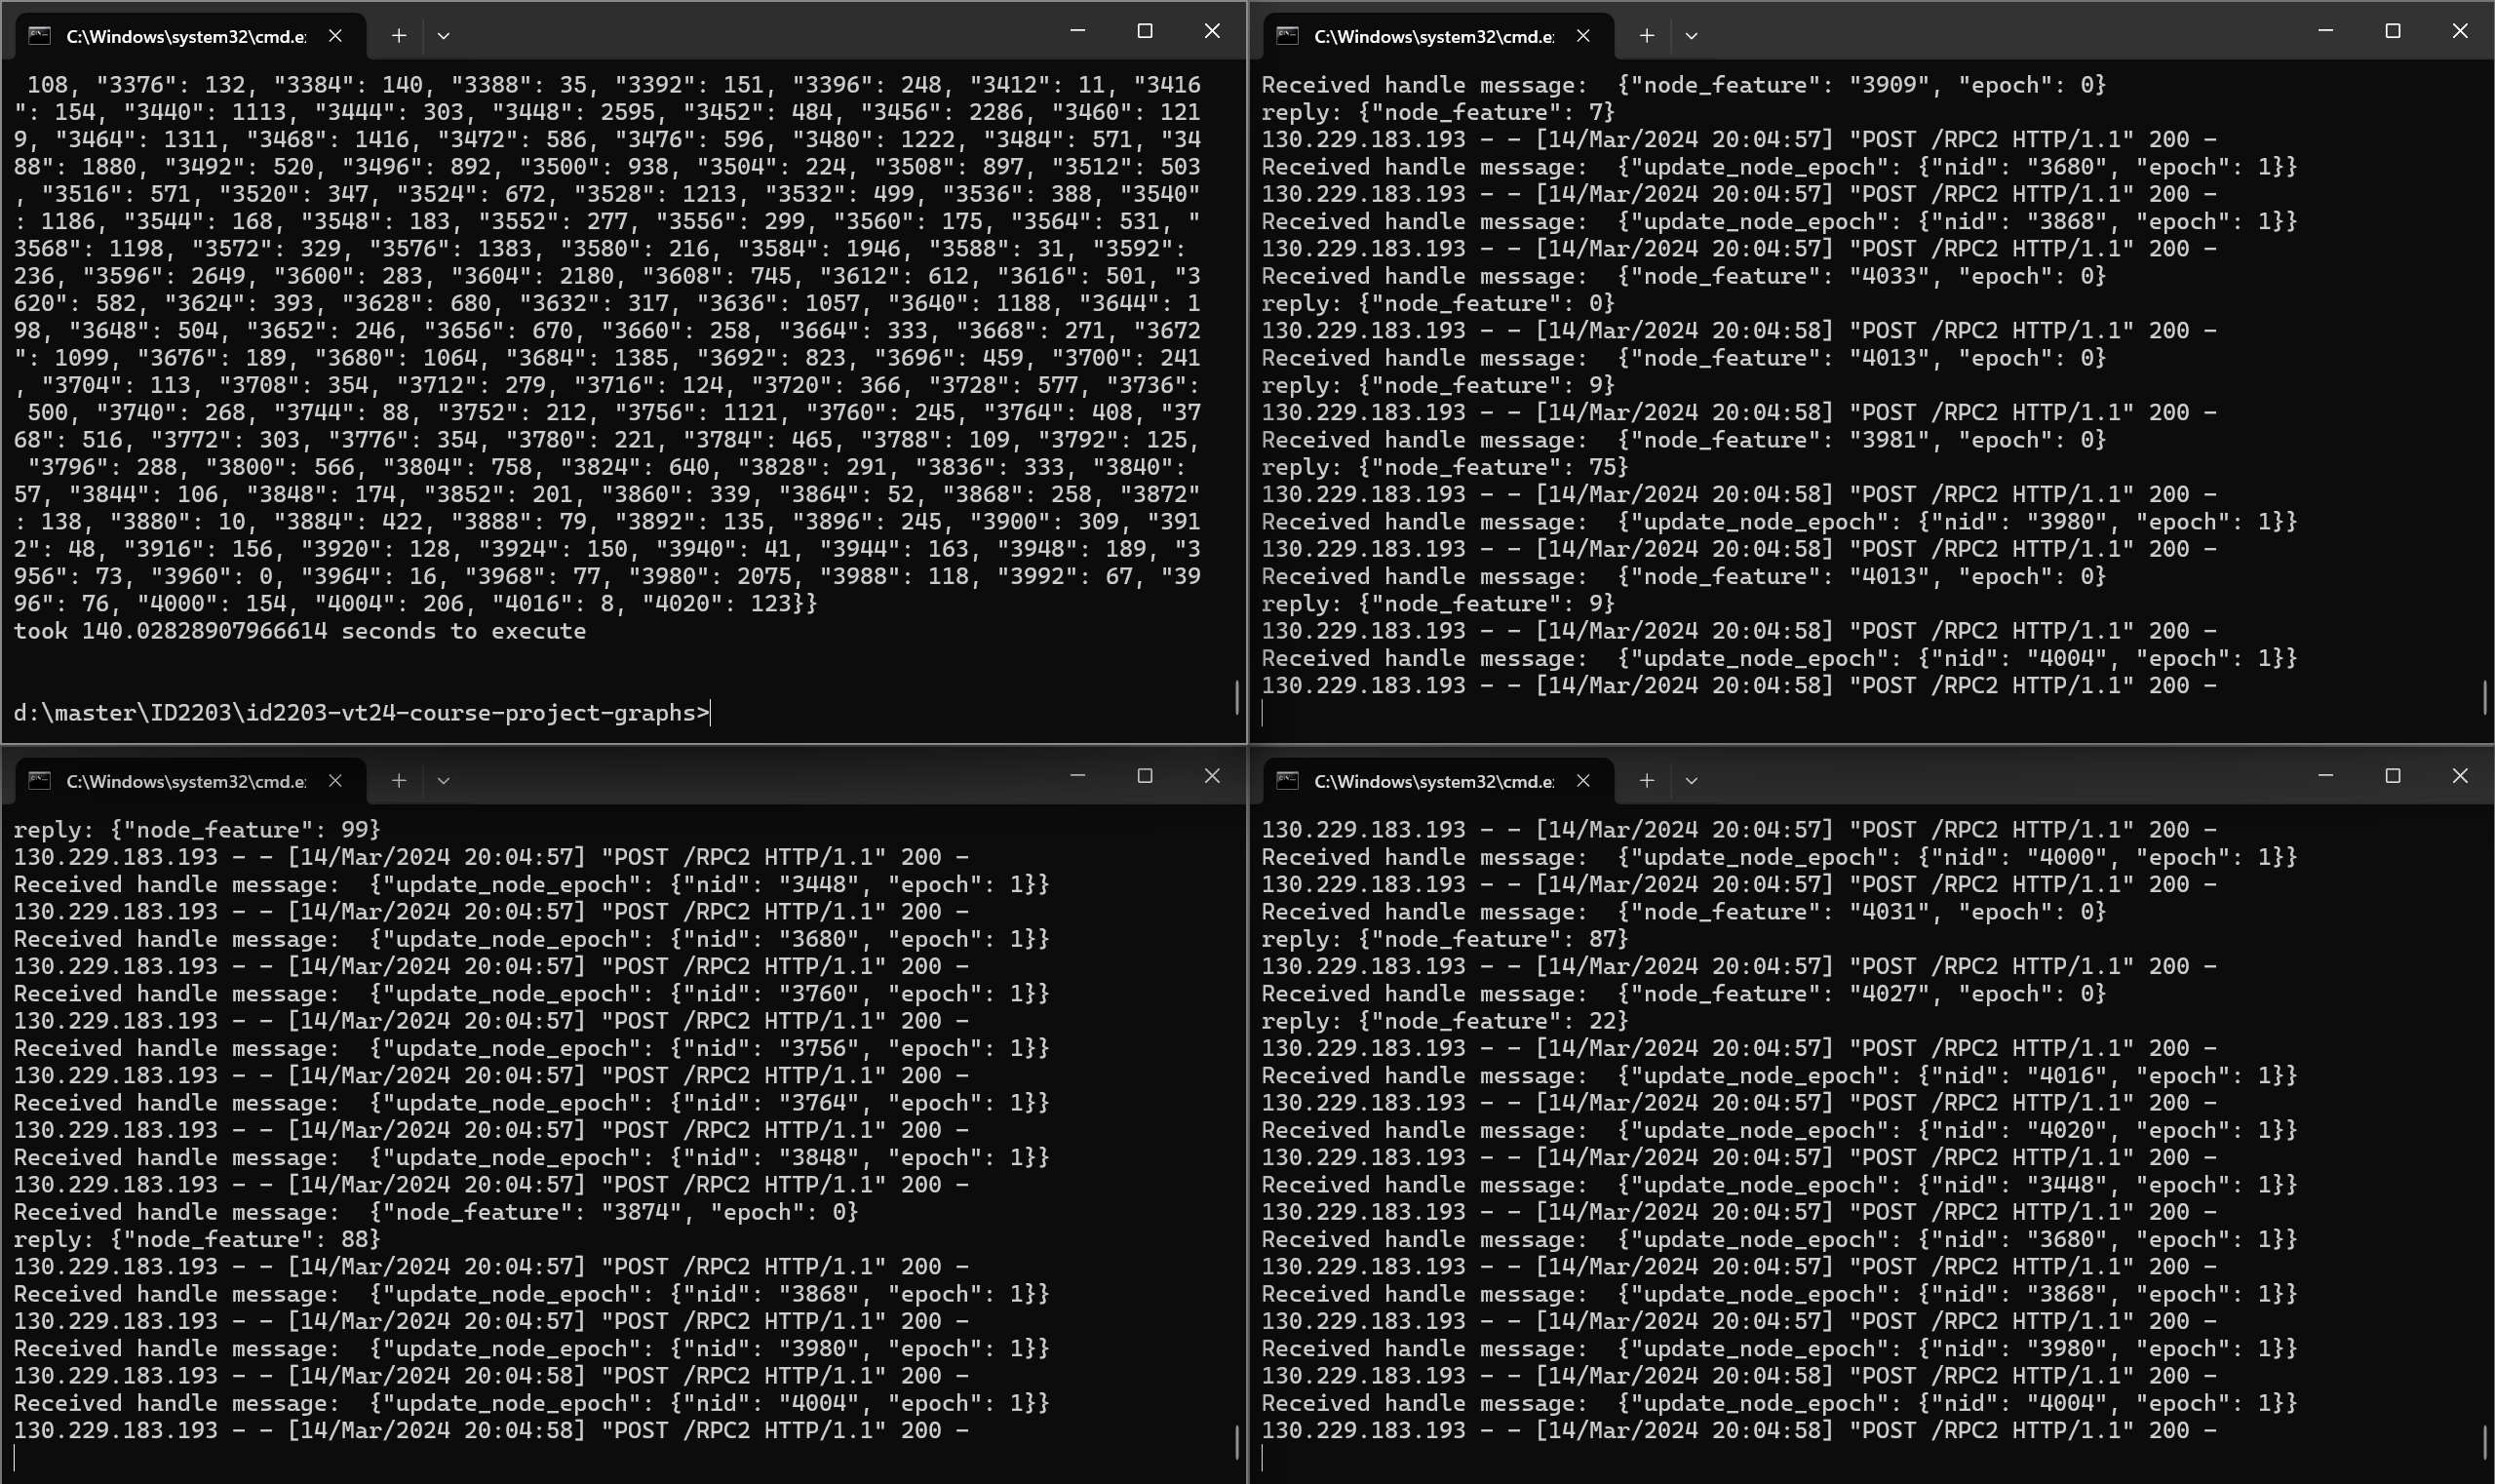 C:\Windows\system32\cmd.e:
 108, "3376": 132, "3384": 140, "3388": 35, "3392": 151, "3396": 248, "3412": 11, "3416
": 154, "3440": 1113, "3444": 303, "3448": 2595, "3452": 484, "3456": 2286, "3460": 121
9, "3464": 1311, "3468": 1416, "3472": 586, "3476": 596, "3480": 1222, "3484": 571, "34
88": 1880, "3492": 520, "3496": 892, "3500": 938, "3504": 224, "3508": 897, "3512": 503
, "3516": 571, "3520": 347, "3524": 672, "3528": 1213, "3532": 499, "3536": 388, "3540"
: 1186, "3544": 168, "3548": 183, "3552": 277, "3556": 299, "3560": 175, "3564": 531, "
3568": 1198, "3572": 329, "3576": 1383, "3580": 216, "3584": 1946, "3588": 31, "3592": 
236, "3596": 2649, "3600": 283, "3604": 2180, "3608": 745, "3612": 612, "3616": 501, "3
620": 582, "3624": 393, "3628": 680, "3632": 317, "3636": 1057, "3640": 1188, "3644": 1
98, "3648": 504, "3652": 246, "3656": 670, "3660": 258, "3664": 333, "3668": 271, "3672
": 1099, "3676": 189, "3680": 1064, "3684": 1385, "3692": 823, "3696": 459, "3700": 241
, "3704": 113, "3708": 354, "3712": 279, "3716": 124, "3720": 366, "3728": 577, "3736":
 500, "3740": 268, "3744": 88, "3752": 212, "3756": 1121, "3760": 245, "3764": 408, "37
68": 516, "3772": 303, "3776": 354, "3780": 221, "3784": 465, "3788": 109, "3792": 125,
 "3796": 288, "3800": 566, "3804": 758, "3824": 640, "3828": 291, "3836": 333, "3840": 
57, "3844": 106, "3848": 174, "3852": 201, "3860": 339, "3864": 52, "3868": 258, "3872"
: 138, "3880": 10, "3884": 422, "3888": 79, "3892": 135, "3896": 245, "3900": 309, "391
2": 48, "3916": 156, "3920": 128, "3924": 150, "3940": 41, "3944": 163, "3948": 189, "3
956": 73, "3960": 0, "3964": 16, "3968": 77, "3980": 2075, "3988": 118, "3992": 67, "39
96": 76, "4000": 154, "4004": 206, "4016": 8, "4020": 123}}
took 140.02828907966614 seconds to execute
d:\master\ID2203\id2203-vt24-course-project-graphs>
C:\Windows\system32\cmd.e:
Received handle message:  {"node_feature": "3909", "epoch": 0}
reply: {"node_feature": 7}
130.229.183.193 - - [14/Mar/2024 20:04:57] "POST /RPC2 HTTP/1.1" 200 -
Received handle message:  {"update_node_epoch": {"nid": "3680", "epoch": 1}}
130.229.183.193 - - [14/Mar/2024 20:04:57] "POST /RPC2 HTTP/1.1" 200 -
Received handle message:  {"update_node_epoch": {"nid": "3868", "epoch": 1}}
130.229.183.193 - - [14/Mar/2024 20:04:57] "POST /RPC2 HTTP/1.1" 200 -
Received handle message:  {"node_feature": "4033", "epoch": 0}
reply: {"node_feature": 0}
130.229.183.193 - - [14/Mar/2024 20:04:58] "POST /RPC2 HTTP/1.1" 200 -
Received handle message:  {"node_feature": "4013", "epoch": 0}
reply: {"node_feature": 9}
130.229.183.193 - - [14/Mar/2024 20:04:58] "POST /RPC2 HTTP/1.1" 200 -
Received handle message:  {"node_feature": "3981", "epoch": 0}
reply: {"node_feature": 75}
130.229.183.193 - - [14/Mar/2024 20:04:58] "POST /RPC2 HTTP/1.1" 200 -
Received handle message:  {"update_node_epoch": {"nid": "3980", "epoch": 1}}
130.229.183.193 - - [14/Mar/2024 20:04:58] "POST /RPC2 HTTP/1.1" 200 -
Received handle message:  {"node_feature": "4013", "epoch": 0}
reply: {"node_feature": 9}
130.229.183.193 - - [14/Mar/2024 20:04:58] "POST /RPC2 HTTP/1.1" 200 -
Received handle message:  {"update_node_epoch": {"nid": "4004", "epoch": 1}}
130.229.183.193 - - [14/Mar/2024 20:04:58] "POST /RPC2 HTTP/1.1" 200 -
C:\Windows\system32\cmd.e:
reply: {"node_feature": 99}
130.229.183.193 - - [14/Mar/2024 20:04:57] "POST /RPC2 HTTP/1.1" 200 -
Received handle message:  {"update_node_epoch": {"nid": "3448", "epoch": 1}}
130.229.183.193 - - [14/Mar/2024 20:04:57] "POST /RPC2 HTTP/1.1" 200 -
Received handle message:  {"update_node_epoch": {"nid": "3680", "epoch": 1}}
130.229.183.193 - - [14/Mar/2024 20:04:57] "POST /RPC2 HTTP/1.1" 200 -
Received handle message:  {"update_node_epoch": {"nid": "3760", "epoch": 1}}
130.229.183.193 - - [14/Mar/2024 20:04:57] "POST /RPC2 HTTP/1.1" 200 -
Received handle message:  {"update_node_epoch": {"nid": "3756", "epoch": 1}}
130.229.183.193 - - [14/Mar/2024 20:04:57] "POST /RPC2 HTTP/1.1" 200 -
Received handle message:  {"update_node_epoch": {"nid": "3764", "epoch": 1}}
130.229.183.193 - - [14/Mar/2024 20:04:57] "POST /RPC2 HTTP/1.1" 200 -
Received handle message:  {"update_node_epoch": {"nid": "3848", "epoch": 1}}
130.229.183.193 - - [14/Mar/2024 20:04:57] "POST /RPC2 HTTP/1.1" 200 -
Received handle message:  {"node_feature": "3874", "epoch": 0}
reply: {"node_feature": 88}
130.229.183.193 - - [14/Mar/2024 20:04:57] "POST /RPC2 HTTP/1.1" 200 -
Received handle message:  {"update_node_epoch": {"nid": "3868", "epoch": 1}}
130.229.183.193 - - [14/Mar/2024 20:04:57] "POST /RPC2 HTTP/1.1" 200 -
Received handle message:  {"update_node_epoch": {"nid": "3980", "epoch": 1}}
130.229.183.193 - - [14/Mar/2024 20:04:58] "POST /RPC2 HTTP/1.1" 200 -
Received handle message:  {"update_node_epoch": {"nid": "4004", "epoch": 1}}
130.229.183.193 - - [14/Mar/2024 20:04:58] "POST /RPC2 HTTP/1.1" 200 -
C:\Windows\system32\cmd.e:
130.229.183.193 - - [14/Mar/2024 20:04:57] "POST /RPC2 HTTP/1.1" 200 -
Received handle message:  {"update_node_epoch": {"nid": "4000", "epoch": 1}}
130.229.183.193 - - [14/Mar/2024 20:04:57] "POST /RPC2 HTTP/1.1" 200 -
Received handle message:  {"node_feature": "4031", "epoch": 0}
reply: {"node_feature": 87}
130.229.183.193 - - [14/Mar/2024 20:04:57] "POST /RPC2 HTTP/1.1" 200 -
Received handle message:  {"node_feature": "4027", "epoch": 0}
reply: {"node_feature": 22}
130.229.183.193 - - [14/Mar/2024 20:04:57] "POST /RPC2 HTTP/1.1" 200 -
Received handle message:  {"update_node_epoch": {"nid": "4016", "epoch": 1}}
130.229.183.193 - - [14/Mar/2024 20:04:57] "POST /RPC2 HTTP/1.1" 200 -
Received handle message:  {"update_node_epoch": {"nid": "4020", "epoch": 1}}
130.229.183.193 - - [14/Mar/2024 20:04:57] "POST /RPC2 HTTP/1.1" 200 -
Received handle message:  {"update_node_epoch": {"nid": "3448", "epoch": 1}}
130.229.183.193 - - [14/Mar/2024 20:04:57] "POST /RPC2 HTTP/1.1" 200 -
Received handle message:  {"update_node_epoch": {"nid": "3680", "epoch": 1}}
130.229.183.193 - - [14/Mar/2024 20:04:57] "POST /RPC2 HTTP/1.1" 200 -
Received handle message:  {"update_node_epoch": {"nid": "3868", "epoch": 1}}
130.229.183.193 - - [14/Mar/2024 20:04:57] "POST /RPC2 HTTP/1.1" 200 -
Received handle message:  {"update_node_epoch": {"nid": "3980", "epoch": 1}}
130.229.183.193 - - [14/Mar/2024 20:04:58] "POST /RPC2 HTTP/1.1" 200 -
Received handle message:  {"update_node_epoch": {"nid": "4004", "epoch": 1}}
130.229.183.193 - - [14/Mar/2024 20:04:58] "POST /RPC2 HTTP/1.1" 200 -